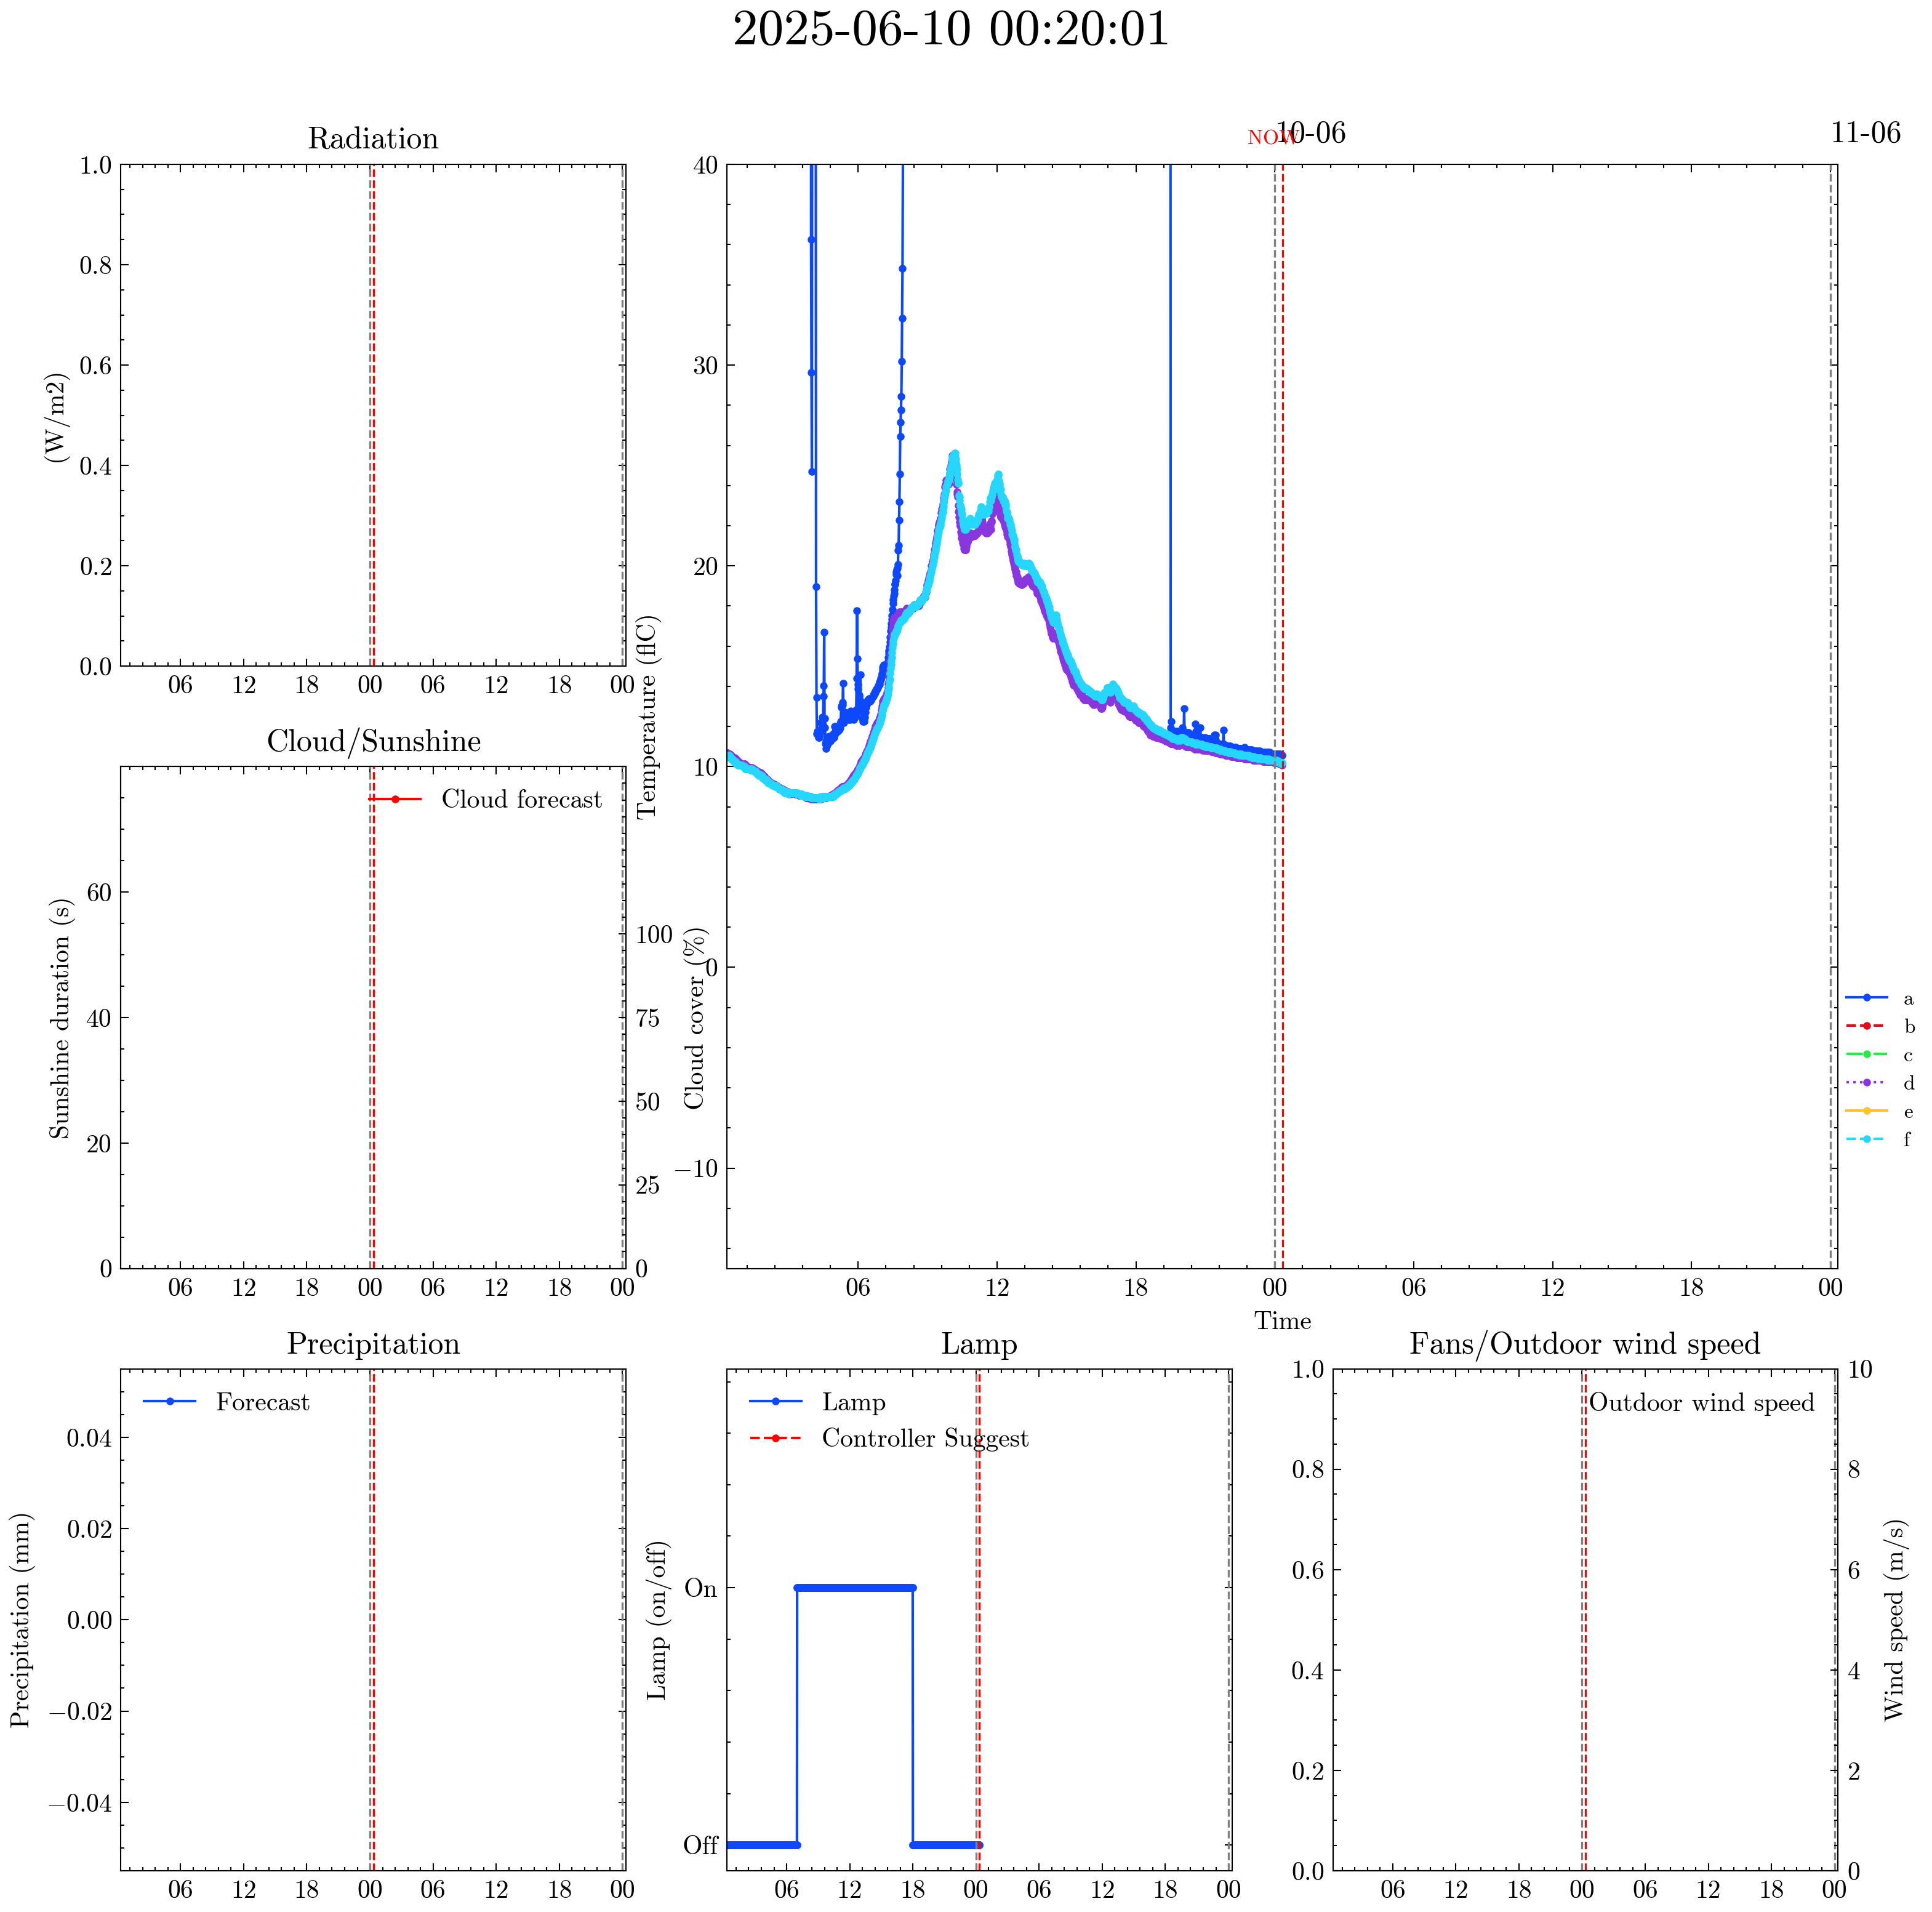 2025-06-10 00:20:01
Radiation
1.0
0.8
0.6
0.4
0.2
0.0
(W/m2)
06 12 18 00 06 12 18 00
NOW 10-06 11-06
40
30
20
10
0
−10
Temperature (flC)
06 12 18 00 06 12 18 00
Time
a
b
c
d
e
f
Cloud/Sunshine
Cloud forecast
60
40
20
0
Sunshine duration (s)
100
75
50
25
0
Cloud cover (%)
06 12 18 00 06 12 18 00
Precipitation
Forecast
0.04
0.02
0.00
−0.02
−0.04
Precipitation (mm)
06 12 18 00 06 12 18 00
Lamp
Lamp
Controller Suggest
On
Off
Lamp (on/off)
06 12 18 00 06 12 18 00
Fans/Outdoor wind speed
Outdoor wind speed
1.0
0.8
0.6
0.4
0.2
0.0
10
8
6
4
2
0
Wind speed (m/s)
06 12 18 00 06 12 18 00